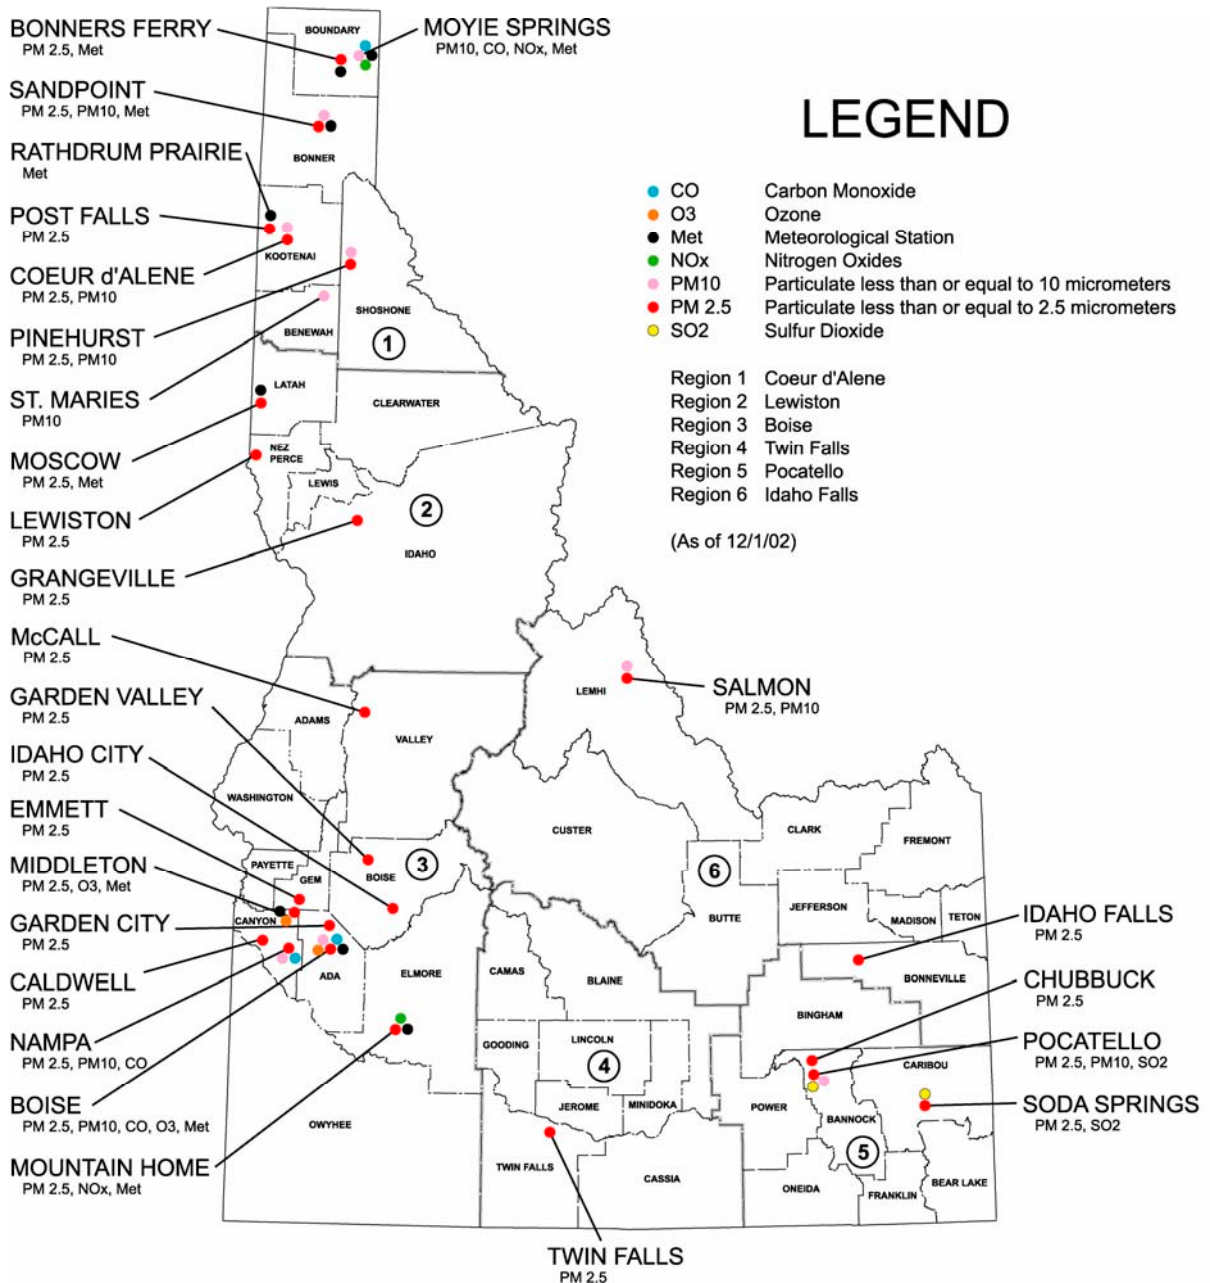 BONNERS FERRY
PM 2.5, Met
SANDPOINT
PM 2.5, PM10, Met
RATHDRUM PRAIRIE
Met
POST FALLS
PM 2.5
COEUR d'ALENE
PM 2.5, PM10
PINEHURST
PM 2.5, PM10
ST. MARIES
PM10
MOSCOW
PM 2.5, Met
LEWISTON
PM 2.5
GRANGEVILLE
PM 2.5
McCALL
PM 2.5
GARDEN VALLEY
PM 2.5
IDAHO CITY
PM 2.5
EMMETT
PM 2.5
MIDDLETON
PM 2.5, O3, Met
GARDEN CITY
PM 2.5
CALDWELL
PM 2.5
NAMPA
PM 2.5, PM10, CO
BOISE
PM 2.5, PM10, CO, O3, Met
MOUNTAIN HOME
PM 2.5, NOx, Met
MOYIE SPRINGS
PM10, CO, NOx, Met
LEGEND
CO Carbon Monoxide
O3 Ozone
Met Meteorological Station
NOx Nitrogen Oxides
PM10 Particulate less than or equal to 10 micrometers
PM 2.5 Particulate less than or equal to 2.5 micrometers
SO2 Sulfur Dioxide
Region 1 Coeur d'Alene
Region 2 Lewiston
Region 3 Boise
Region 4 Twin Falls
Region 5 Pocatello
Region 6 Idaho Falls
(As of 12/1/02)
BOUNDARY
BONNER
KOOTENAI
SHOSHONE
BENEWAH
1
LATAH
CLEARWATER
NEZ
PERCE
LEWIS
2
IDAHO
LEMHI
SALMON
PM 2.5, PM10
ADAMS
VALLEY
WASHINGTON
CUSTER
CLARK
FREMONT
PAYETTE
GEM
BOISE
3
6
BUTTE
JEFFERSON
MADISON
TETON
CANYON
ADA
ELMORE
CAMAS
BLAINE
BONNEVILLE
BINGHAM
GOODING
LINCOLN
4
JEROME
MINIDOKA
POWER
CARIBOU
BANNOCK
5
OWYHEE
TWIN FALLS
CASSIA
ONEIDA
FRANKLIN
BEAR LAKE
IDAHO FALLS
PM 2.5
CHUBBUCK
PM 2.5
POCATELLO
PM 2.5, PM10, SO2
SODA SPRINGS
PM 2.5, SO2
TWIN FALLS
PM 2.5